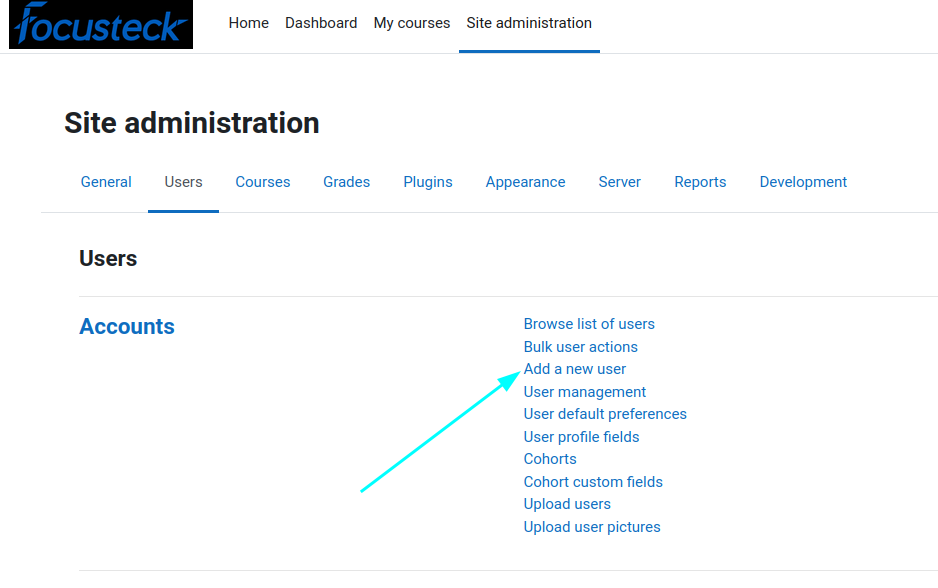 Focusteck
Home Dashboard My courses Site administration
Site administration
General Users Courses Grades Plugins Appearance Server Reports Development
Users
Accounts
Browse list of users
Bulk user actions
Add a new user
User management
User default preferences
User profile fields
Cohorts
Cohort custom fields
Upload users
Upload user pictures